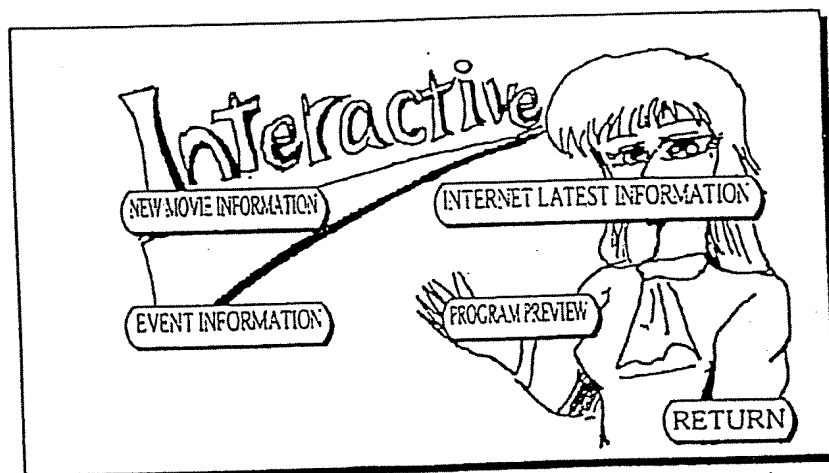 Interactive
NEW MOVIE INFORMATION
INTERNET LATEST INFORMATION
EVENT INFORMATION
PROGRAM PREVIEW
RETURN